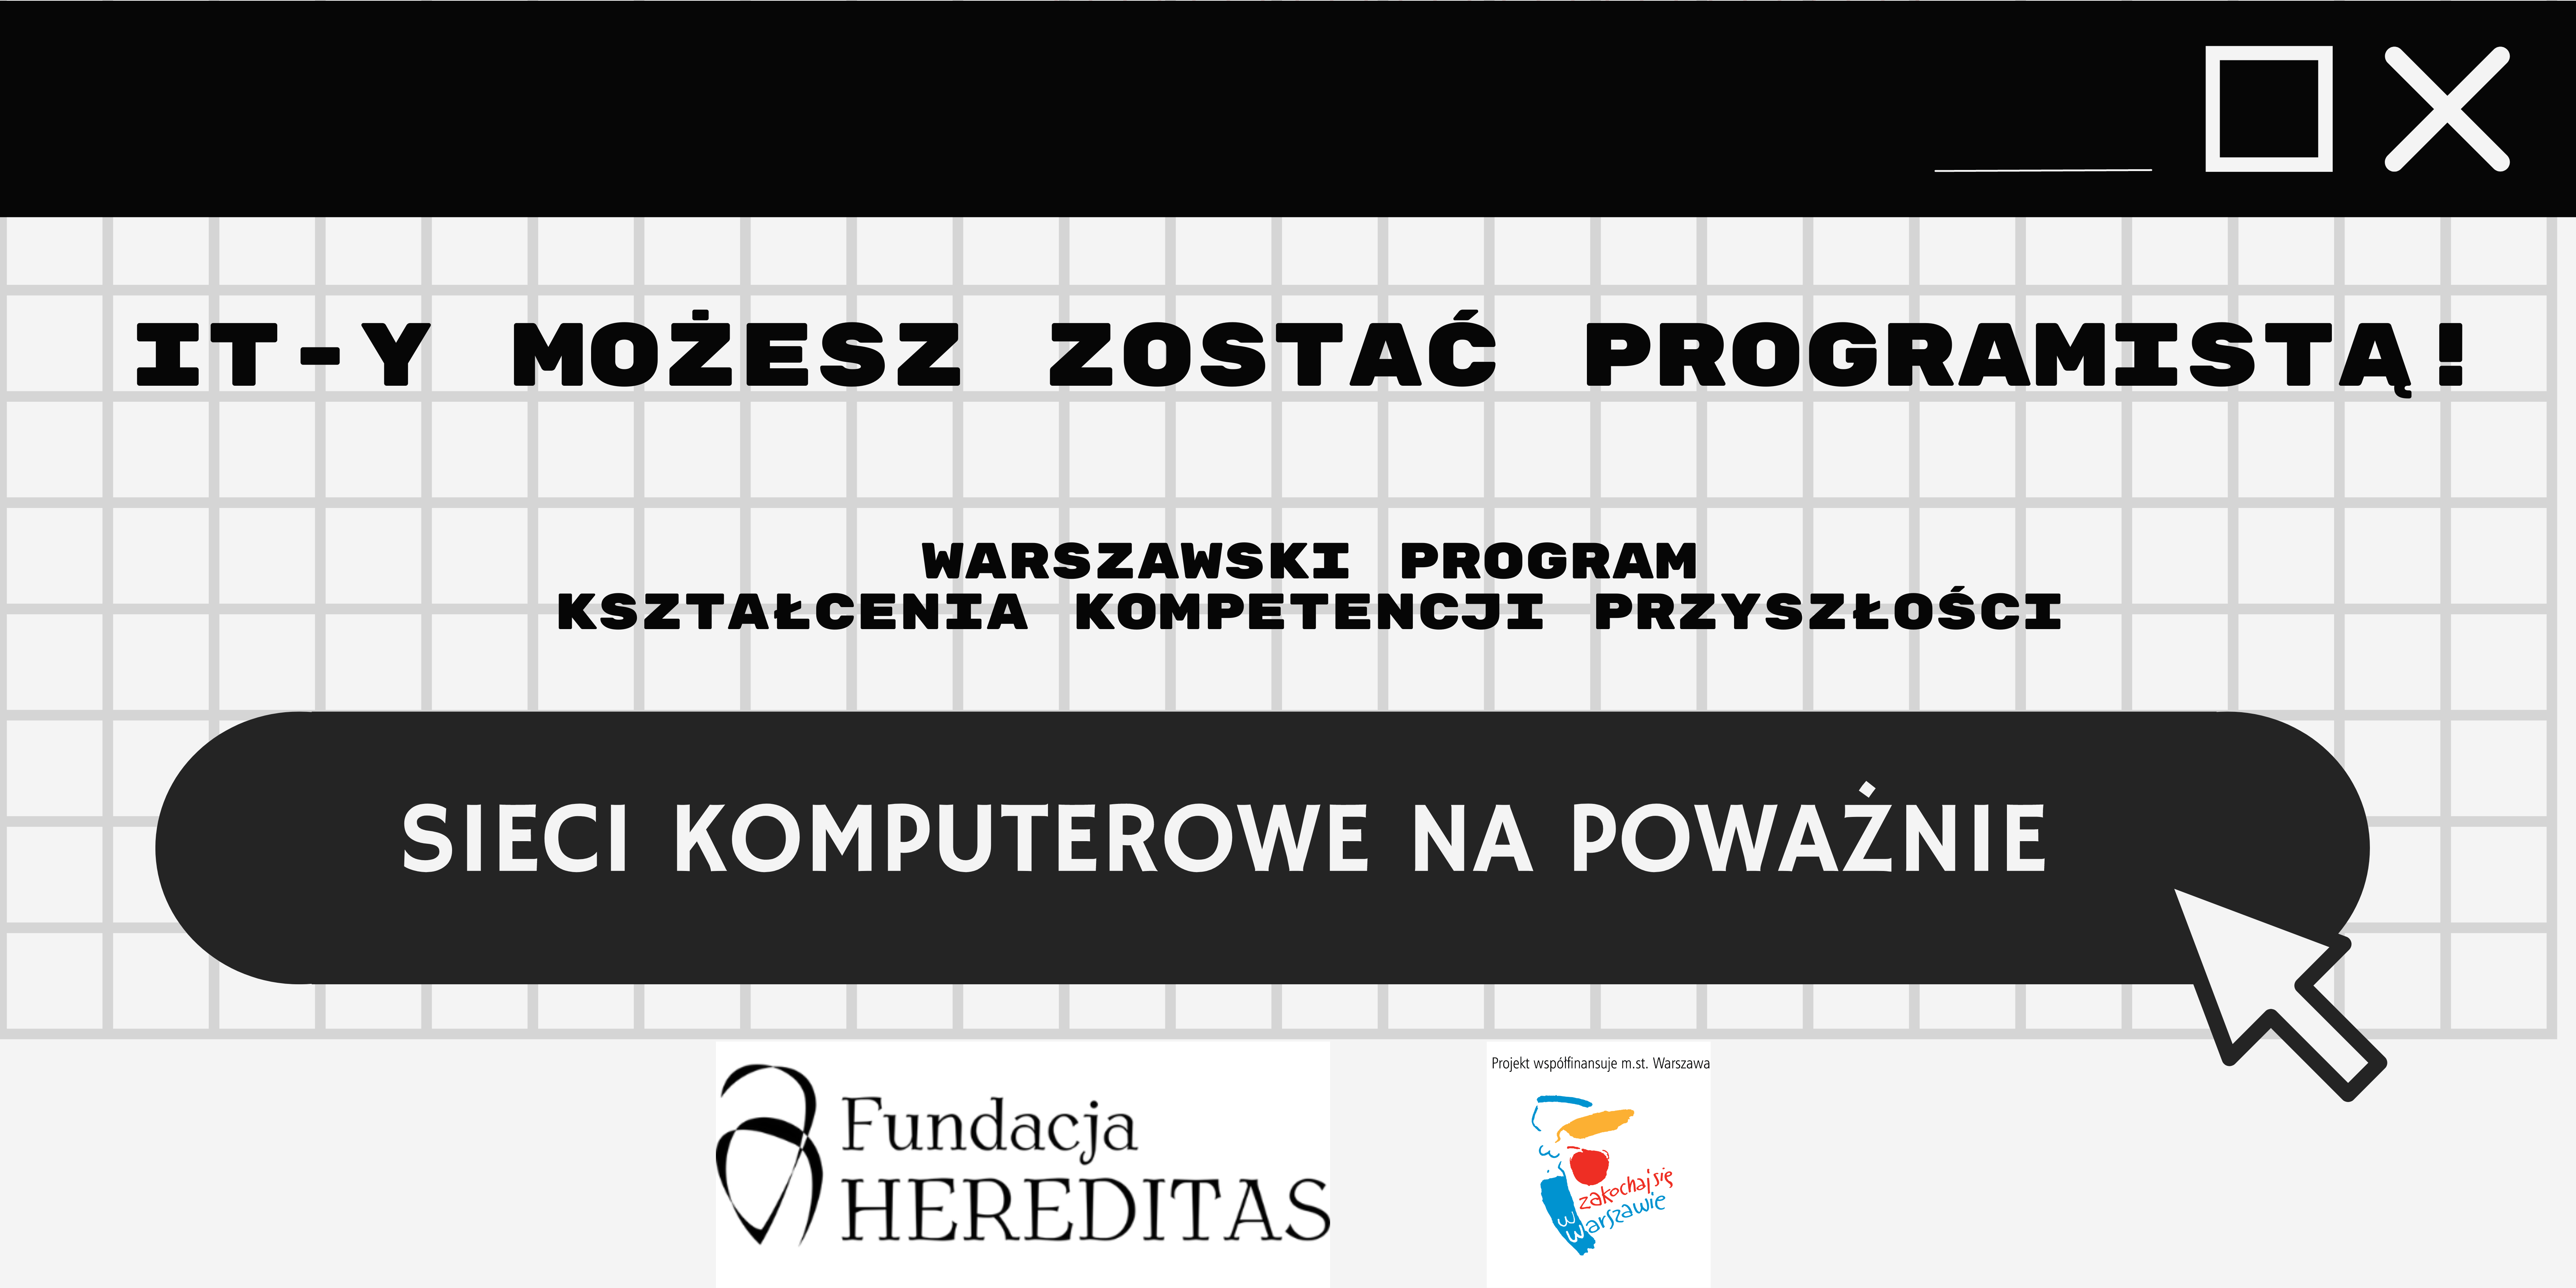 IT-Y MOŻESZ ZOSTAĆ PROGRAMISTĄ!
WARSZAWSKI PROGRAM
KSZTAŁCENIA KOMPETENCJI PRZYSZŁOŚCI
SIECI KOMPUTEROWE NA POWAŻNIE
Fundacja
HEREDITAS
Projekt współfinansuje m.st. Warszawa
zakochaj się
w Warszawie